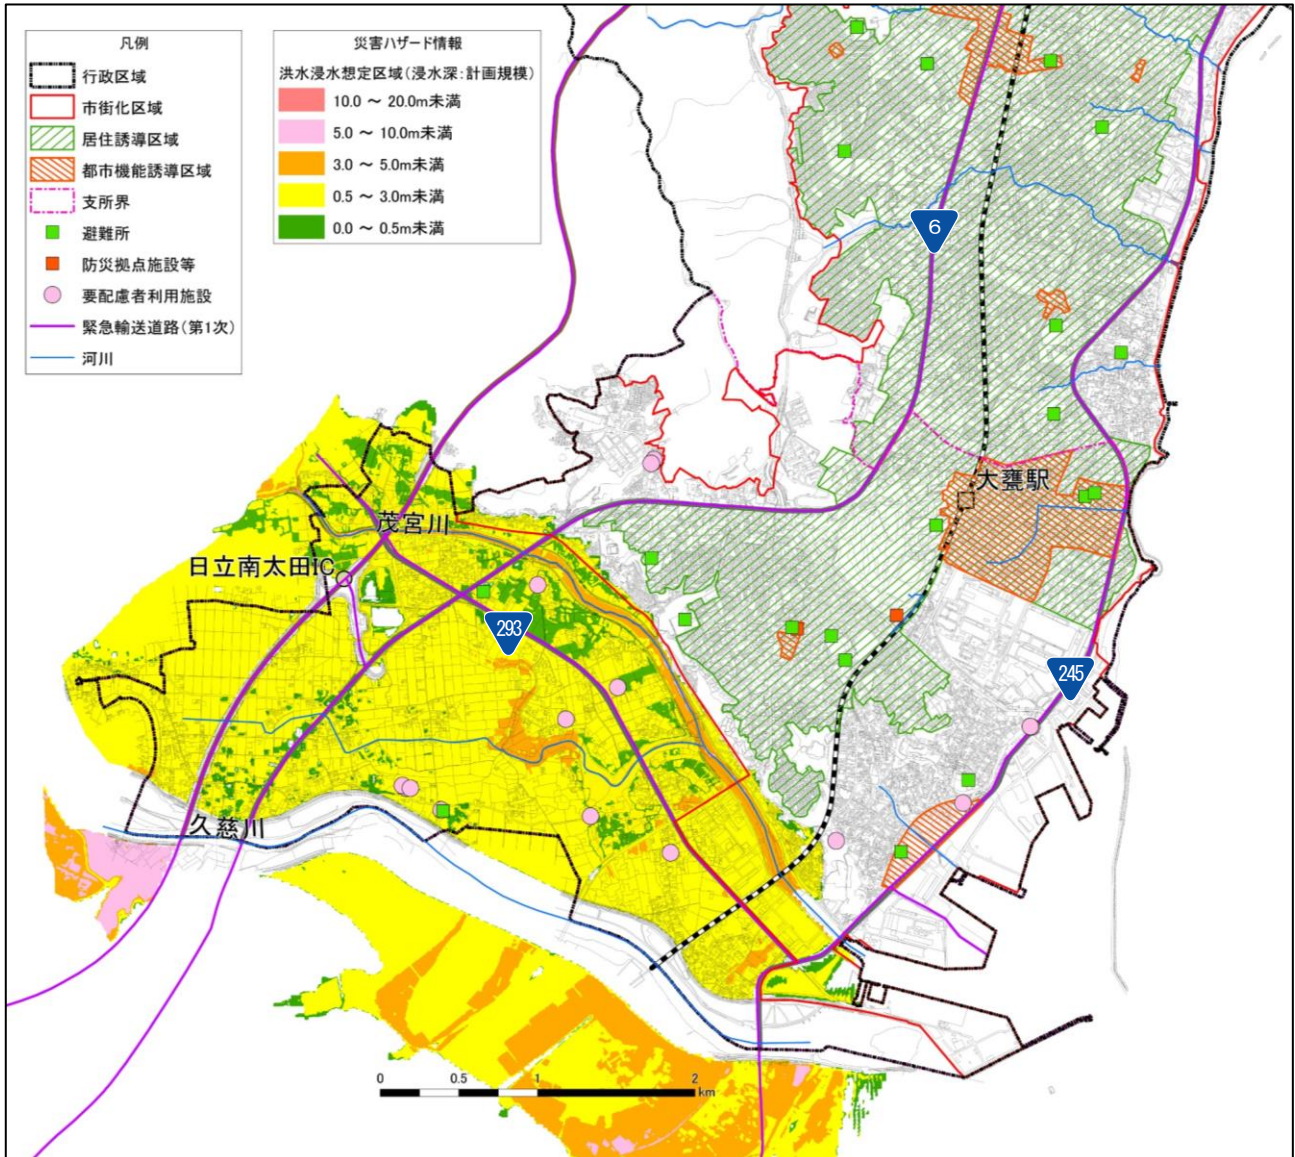 凡例
行政区域
市街化区域
居住誘導区域
都市機能誘導区域
支所界
避難所
防災拠点施設等
要配慮者利用施設
緊急輸送道路(第1次)
河川
災害ハザード情報
洪水浸水想定区域(浸水深:計画規模)
10.0 ～ 20.0m未満
5.0 ～ 10.0m未満
3.0 ～ 5.0m未満
0.5 ～ 3.0m未満
0.0 ～ 0.5m未満
6
大甕駅
茂宮川
日立南太田IC
293
245
久慈川
0 0.5 1 2
km